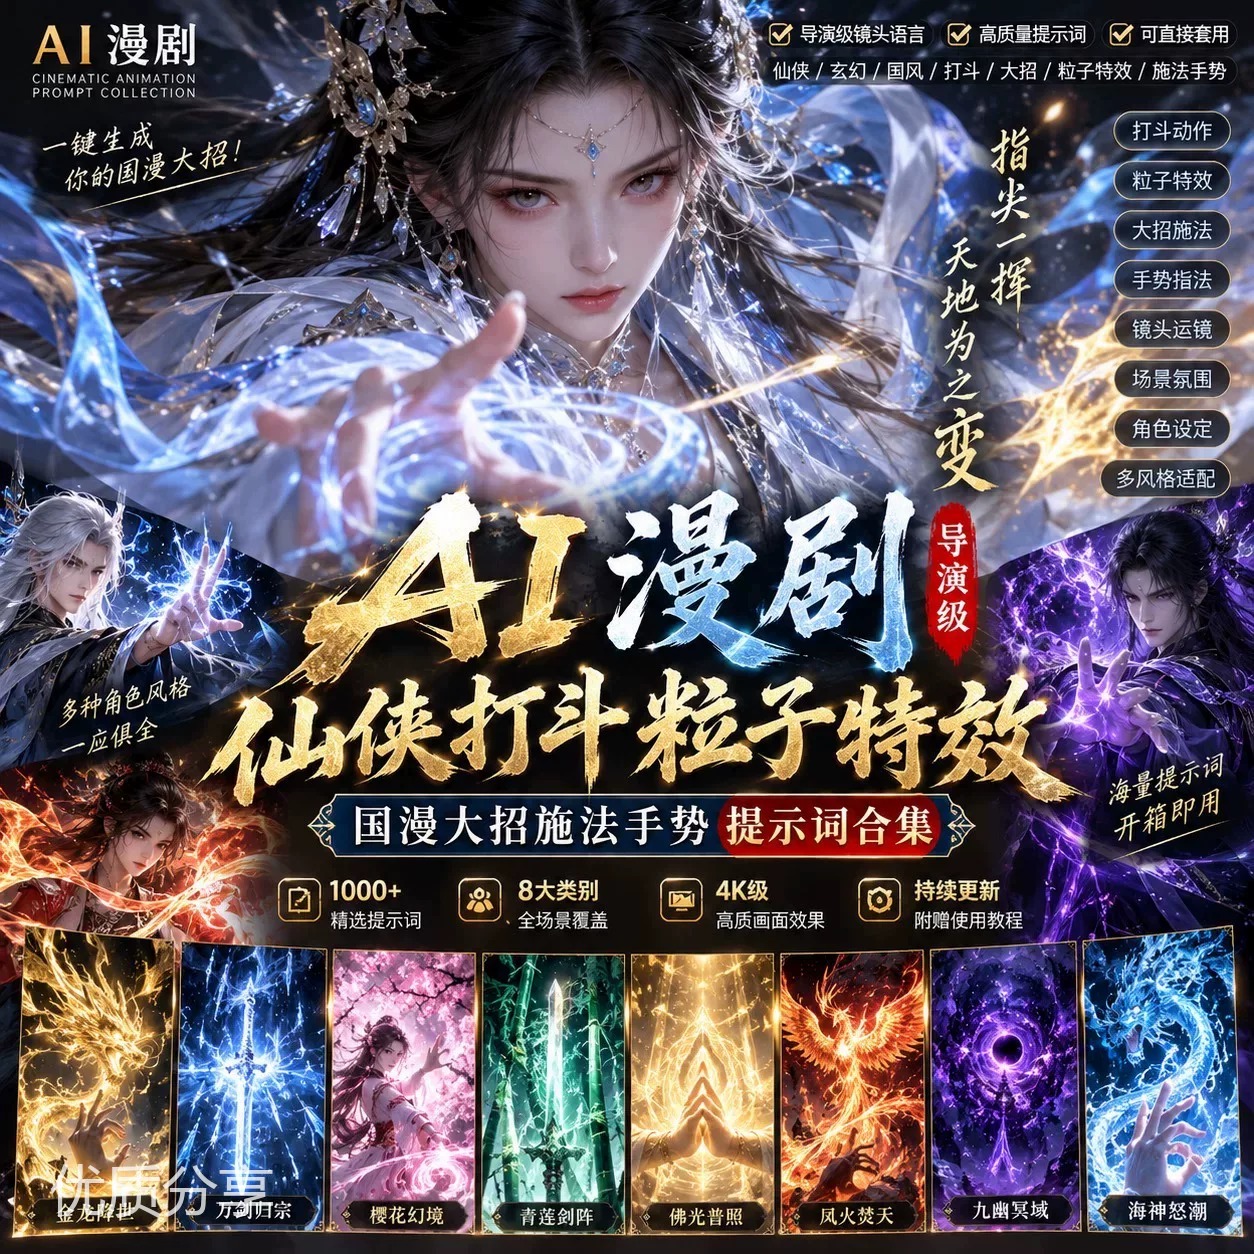 AI 漫剧
CINEMATIC ANIMATION
PROMPT COLLECTION
一键生成
你的国漫大招！
导演级镜头语言
高质量提示词
可直接套用
仙侠 / 玄幻 / 国风 / 打斗 / 大招 / 粒子特效 / 施法手势
指尖一挥
天地为之变
打斗动作
粒子特效
大招施法
手势指法
镜头运镜
场景氛围
角色设定
多风格适配
AI 漫剧
导演级
仙侠打斗粒子特效
国漫大招施法手势 提示词合集
多种角色风格
一应俱全
海量提示词
开箱即用
1000+
精选提示词
8大类别
全场景覆盖
4K级
高质画面效果
持续更新
附赠使用教程
金龙降世
万剑归宗
樱花幻境
青莲剑阵
佛光普照
凤火焚天
九幽冥域
海神怒潮
优质分享